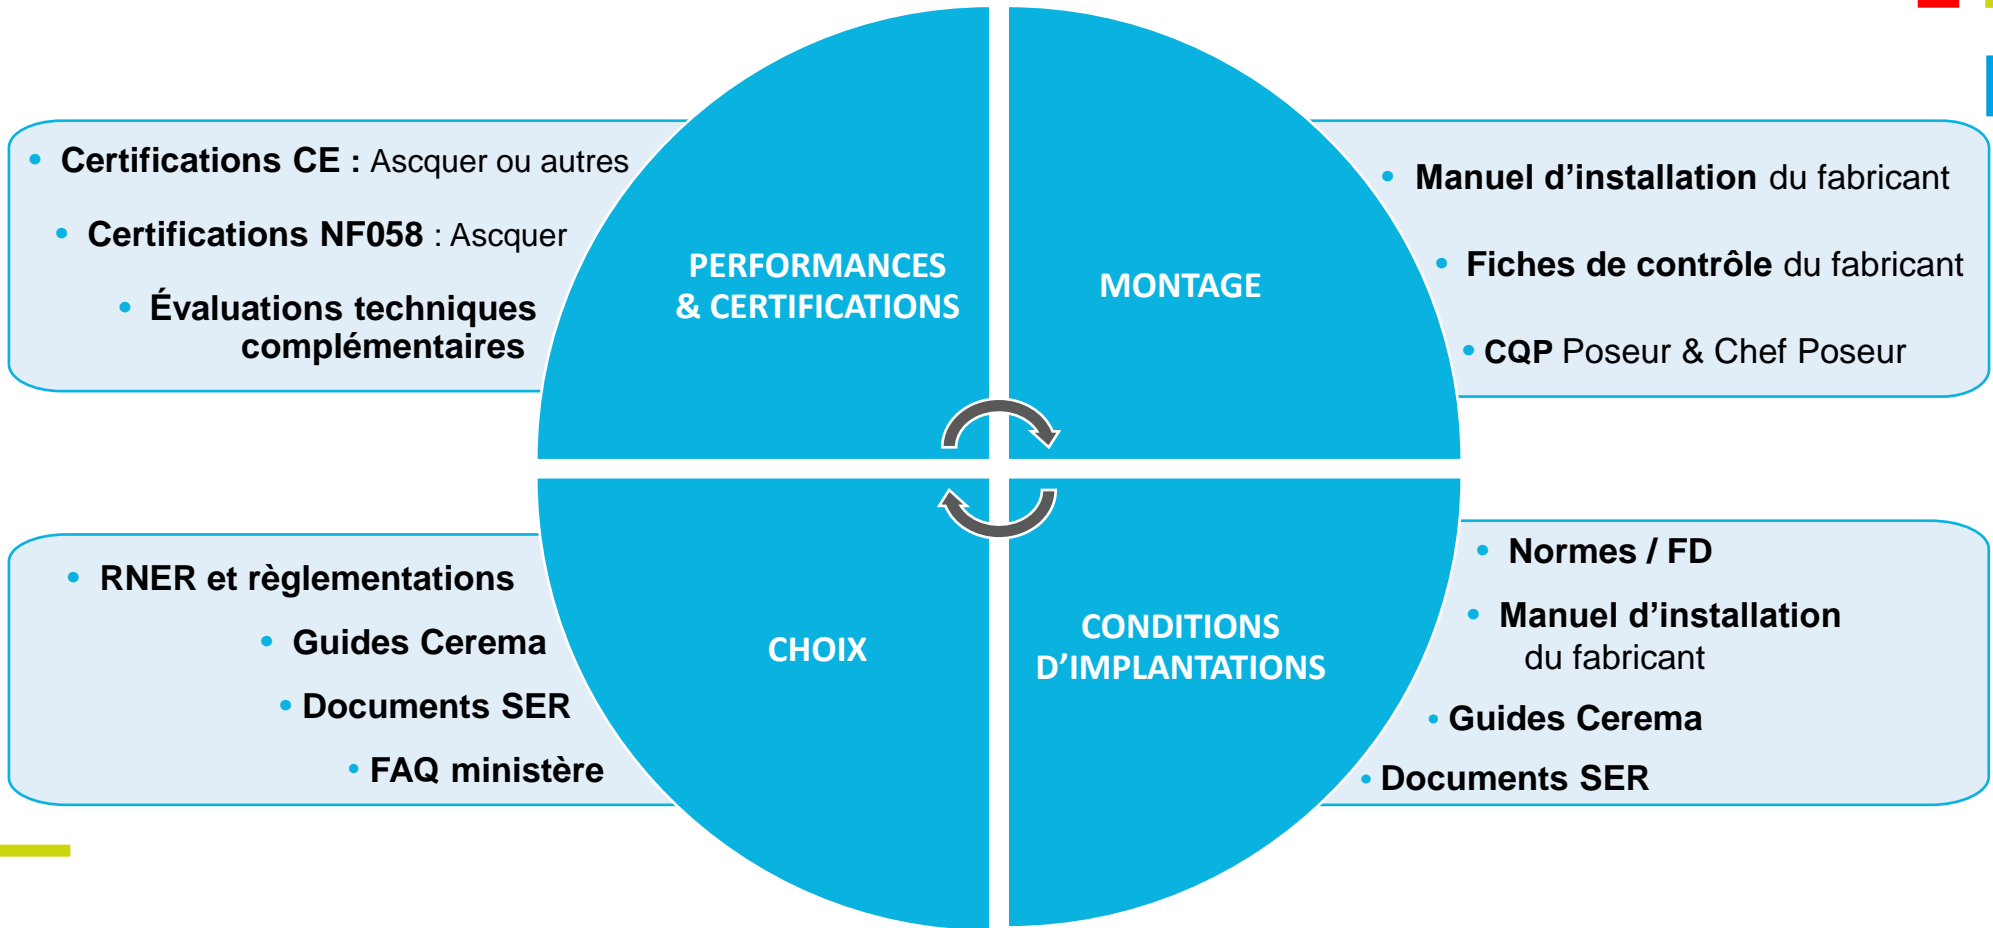 • Certifications CE : Ascquer ou autres
• Certifications NF058 : Ascquer
• Évaluations techniques
complémentaires
PERFORMANCES
& CERTIFICATIONS
MONTAGE
• Manuel d’installation du fabricant
• Fiches de contrôle du fabricant
• CQP Poseur & Chef Poseur
• RNER et règlementations
• Guides Cerema
• Documents SER
• FAQ ministère
CHOIX
CONDITIONS
D’IMPLANTATIONS
• Normes / FD
• Manuel d’installation
du fabricant
• Guides Cerema
• Documents SER